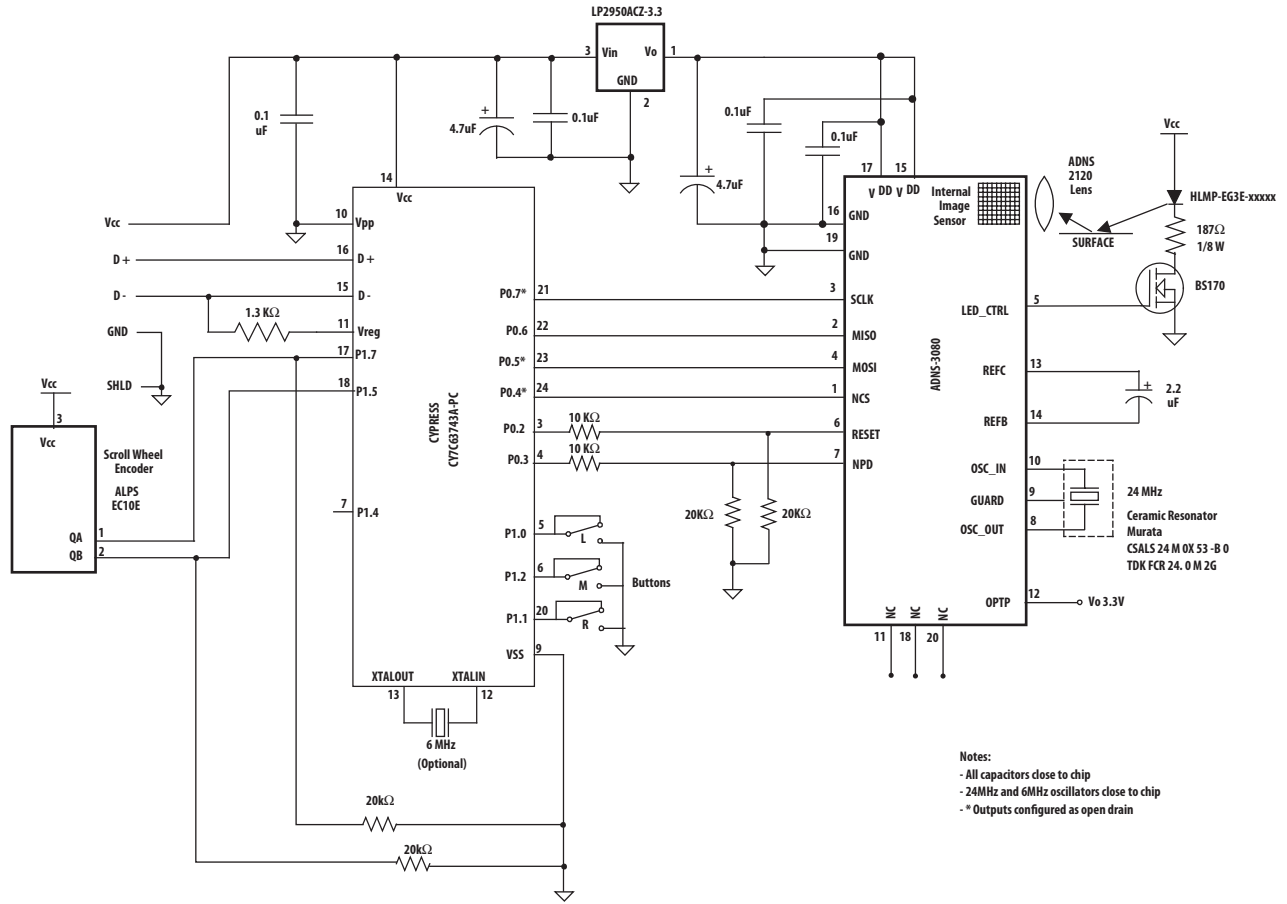 LP2950ACZ-3.3
3 Vin Vo 1
GND
2
0.1
uF
4.7uF
0.1uF
0.1uF
0.1uF
4.7uF
14
Vcc
Vcc
10 Vpp
D+
16 D+
D-
15 D-
1.3 KΩ
11 Vreg
GND
17 P1.7
SHLD
18 P1.5
Vcc
3
Vcc
Scroll Wheel
Encoder
ALPS
EC10E
QA 1
QB 2
7 P1.4
CYPRESS
CY7C63743A-PC
P0.7* 21
P0.6 22
P0.5* 23
P0.4* 24
P0.2 3
10 KΩ
P0.3 4
10 KΩ
20KΩ
20KΩ
P1.0 5
L
P1.2 6
M
Buttons
P1.1 20
R
VSS 9
XTALOUT XTALIN
13 12
6 MHz
(Optional)
20kΩ
20kΩ
17 15
V DD V DD
16 GND
19 GND
3 SCLK
2 MISO
4 MOSI
1 NCS
6 RESET
7 NPD
ADNS-3080
Internal
Image
Sensor
ADNS
2120
Lens
SURFACE
Vcc
HLMP-EG3E-xxxxx
187Ω
1/8 W
BS170
LED_CTRL 5
REFC 13
2.2
uF
REFB 14
OSC_IN 10
GUARD 9
OSC_OUT 8
24 MHz
Ceramic Resonator
Murata
CSALS 24 M 0X 53 -B 0
TDK FCR 24. 0 M 2G
OPTP 12
Vo 3.3V
NC NC NC
11 18 20
Notes:
- All capacitors close to chip
- 24MHz and 6MHz oscillators close to chip
- * Outputs configured as open drain